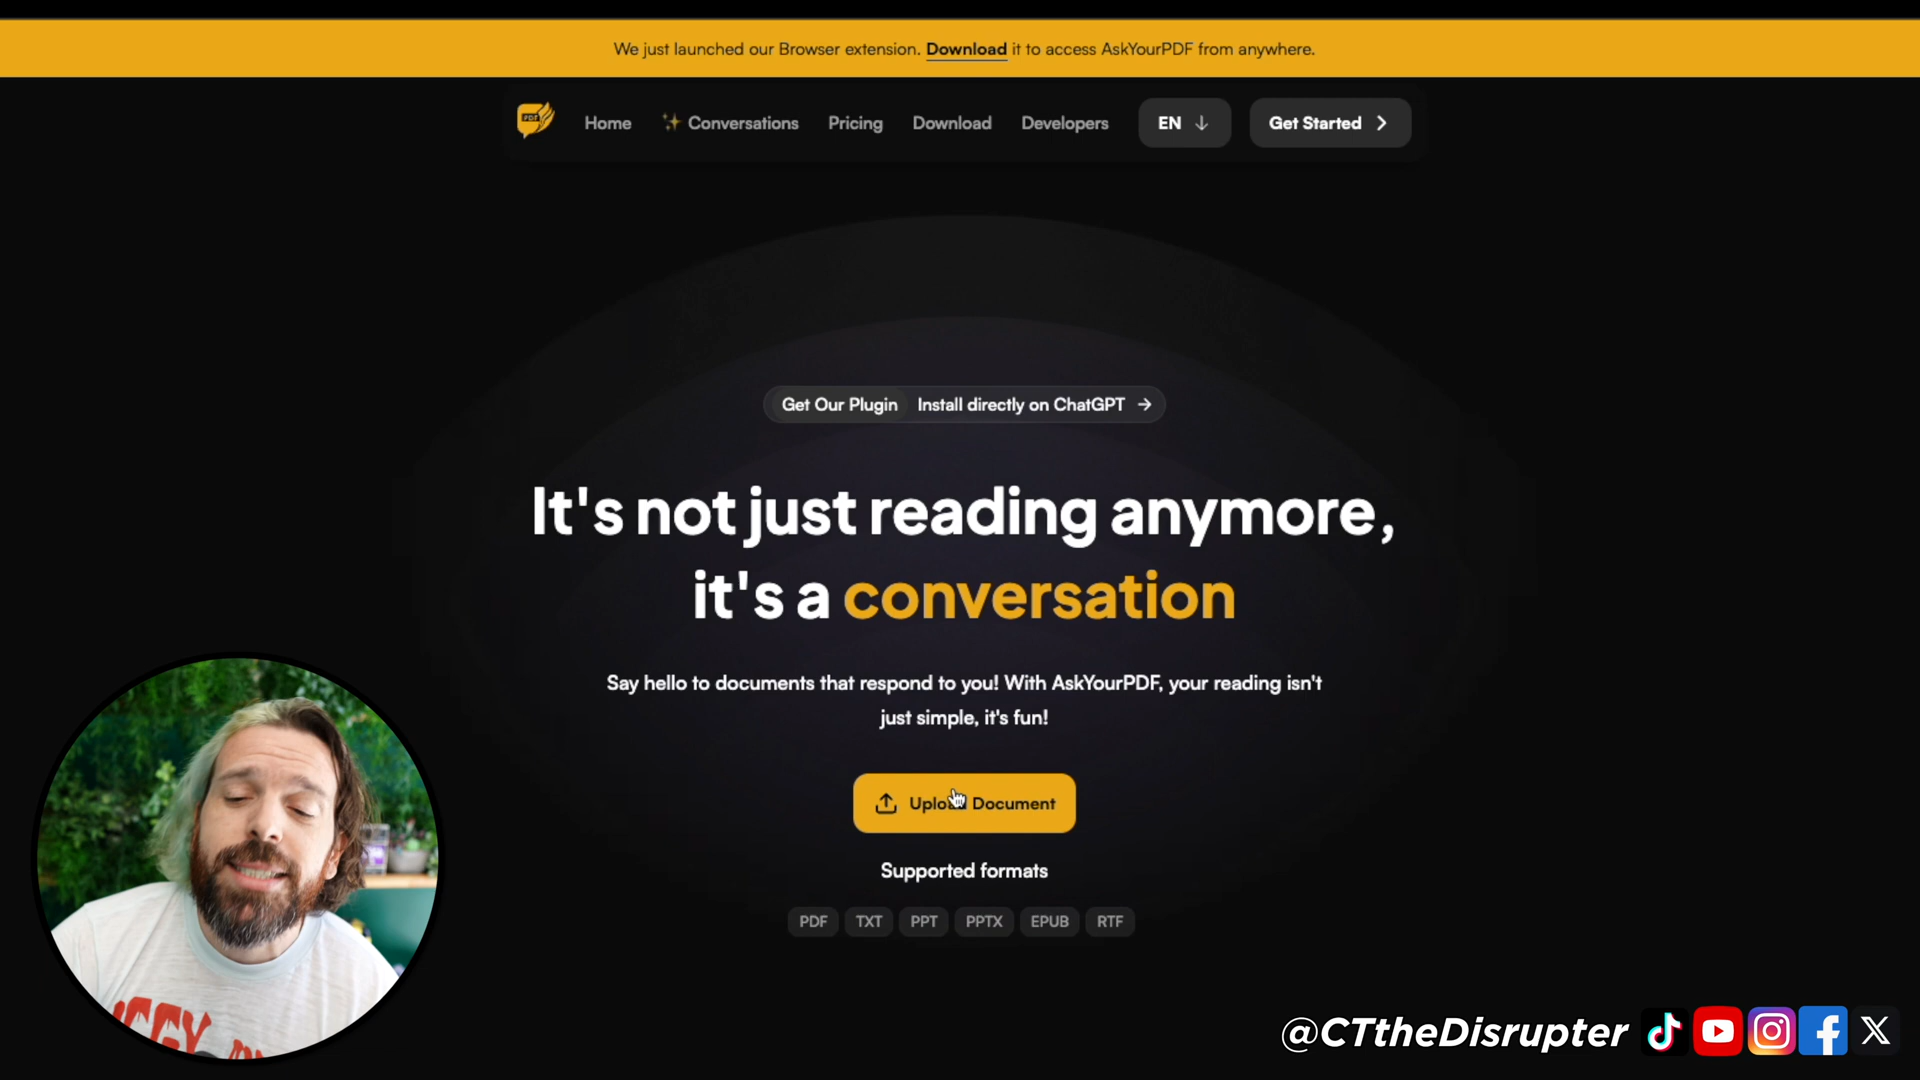 We just launched our Browser extension. Download it to access AskYourPDF from anywhere.
PDF
Home
Conversations
Pricing
Download
Developers
EN
Get Started
Get Our Plugin
Install directly on ChatGPT
It's not just reading anymore,
it's a conversation
Say hello to documents that respond to you! With AskYourPDF, your reading isn't
just simple, it's fun!
Upload Document
Supported formats
PDF
TXT
PPT
PPTX
EPUB
RTF
@CTtheDisrupter